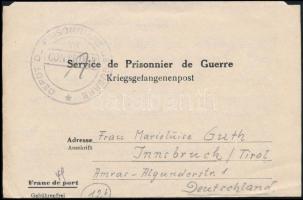 Service de Prisonnier de Guerre
Kriegsgefangenenpost
Adresse
Anschrift
Frau Marieluise Guth
Innsbruck/Tirol
Amras-Algunderstr 1
Deutschland
Franc de port
Gebührenfrei